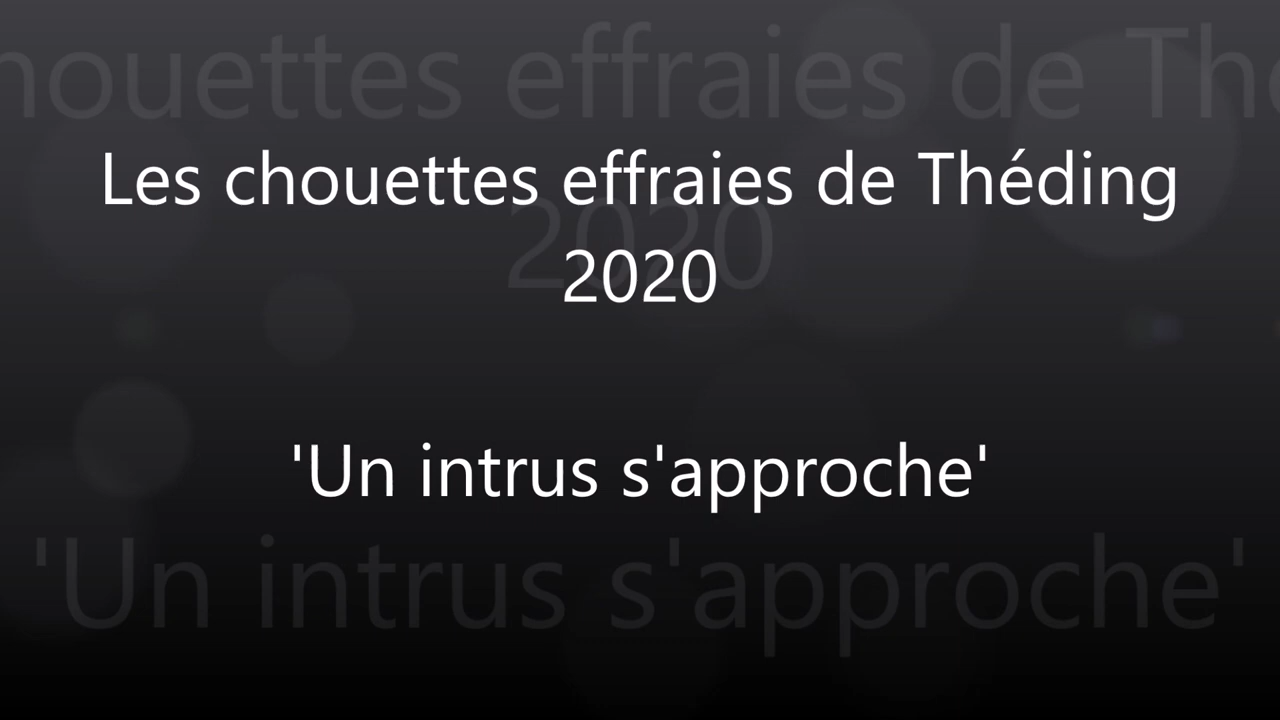 Les chouettes effraies de Théding
2020
'Un intrus s'approche'